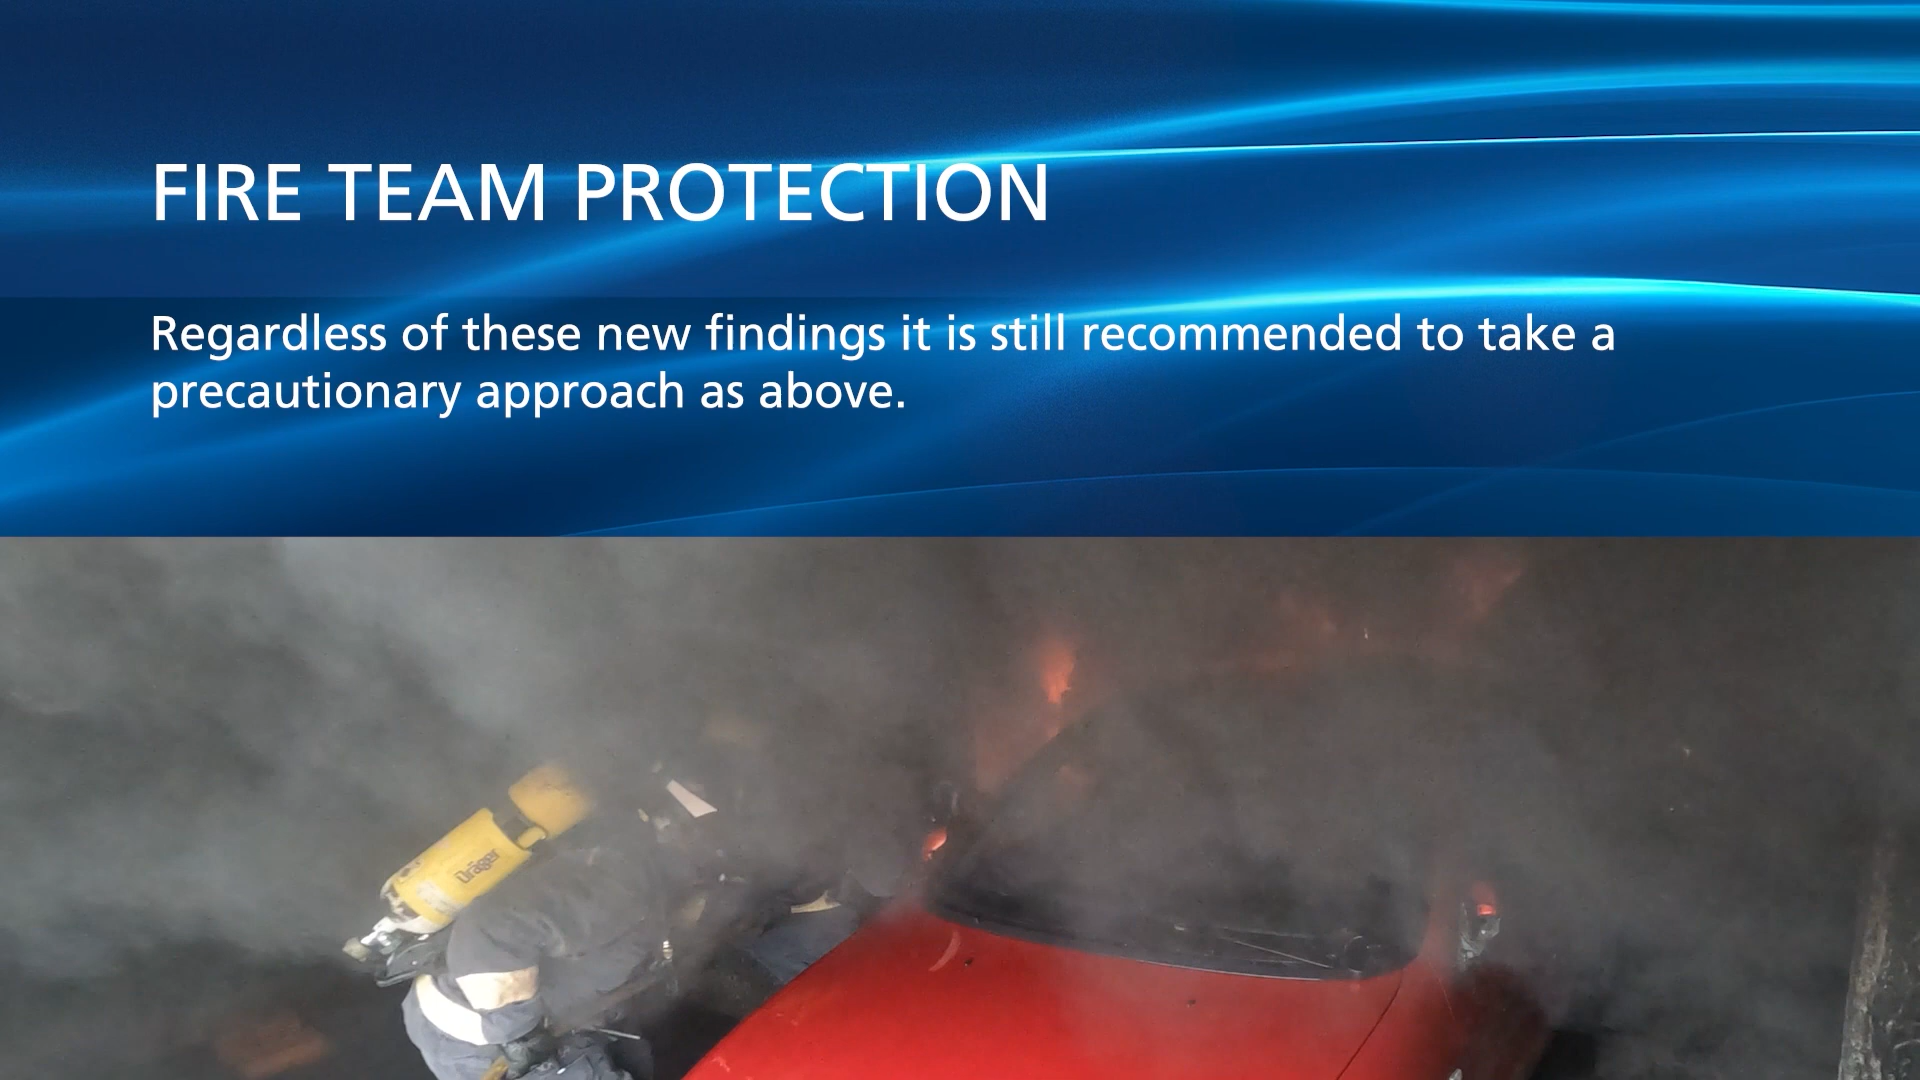 FIRE TEAM PROTECTION
Regardless of these new findings it is still recommended to take a
precautionary approach as above.
Dräger